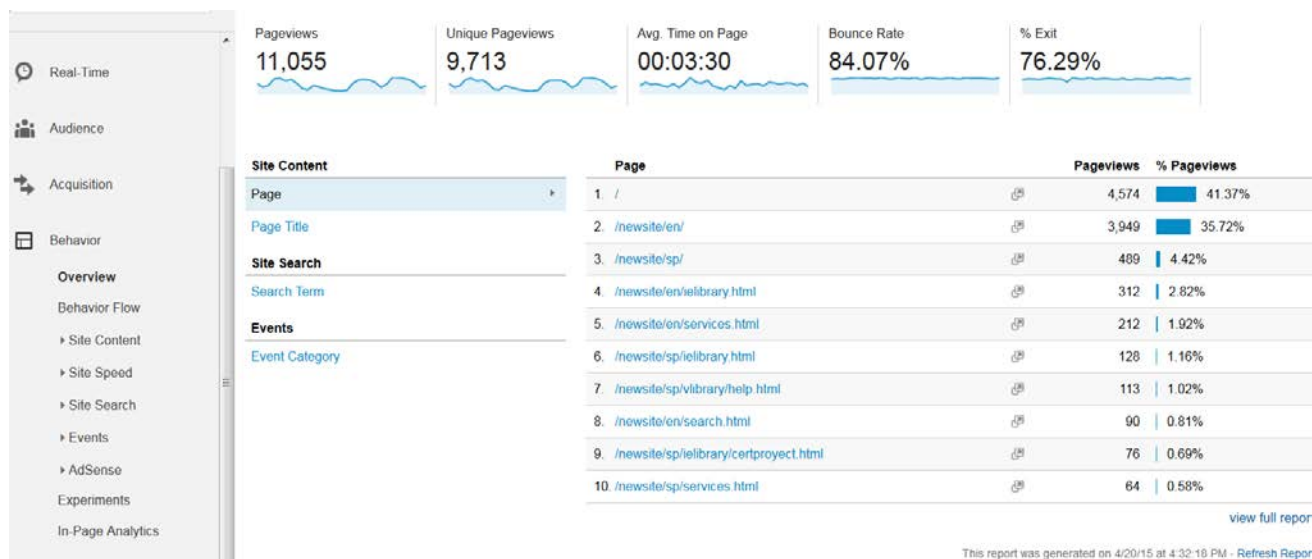 Real-Time
Audience
Acquisition
Behavior
Overview
Behavior Flow
Site Content
Site Speed
Site Search
Events
AdSense
Experiments
In-Page Analytics
Pageviews Unique Pageviews Avg. Time on Page Bounce Rate % Exit
11,055 9,713 00:03:30 84.07% 76.29%
Site Content
Page
Page Title
Site Search
Search Term
Events
Event Category
Page Pageviews % Pageviews
1. / 4,574 41.37%
2. /newsite/en/ 3,949 35.72%
3. /newsite/sp/ 489 4.42%
4. /newsite/en/ielibrary.html 312 2.82%
5. /newsite/en/services.html 212 1.92%
6. /newsite/sp/ielibrary.html 128 1.16%
7. /newsite/sp/vlibrary/help.html 113 1.02%
8. /newsite/en/search.html 90 0.81%
9. /newsite/sp/ielibrary/certproyect.html 76 0.69%
10. /newsite/sp/services.html 64 0.58%
view full repor
This report was generated on 4/20/15 at 4:32:18 PM - Refresh Repor